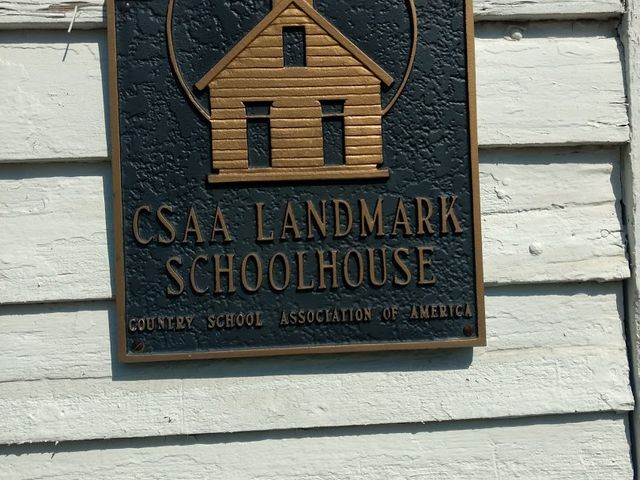 CSAA LANDMARK
SCHOOLHOUSE
COUNTRY SCHOOL ASSOCIATION OF AMERICA